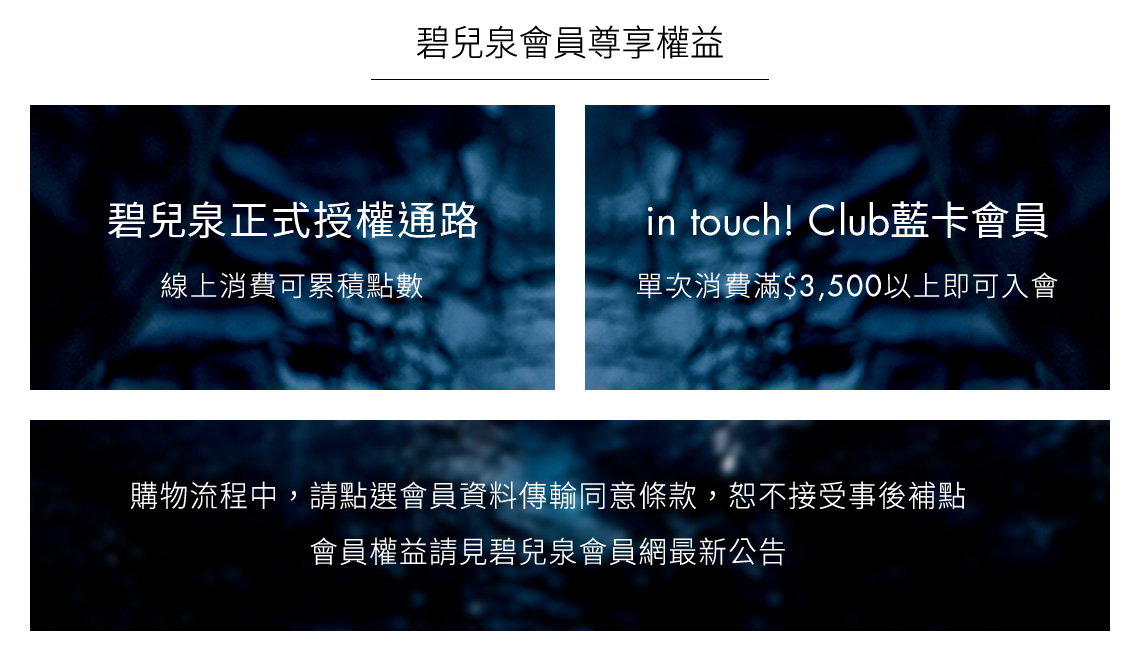 碧兒泉會員尊享權益
碧兒泉正式授權通路
線上消費可累積點數
in touch! Club藍卡會員
單次消費滿$3,500以上即可入會
購物流程中，請點選會員資料傳輸同意條款，恕不接受事後補點
會員權益請見碧兒泉會員網最新公告